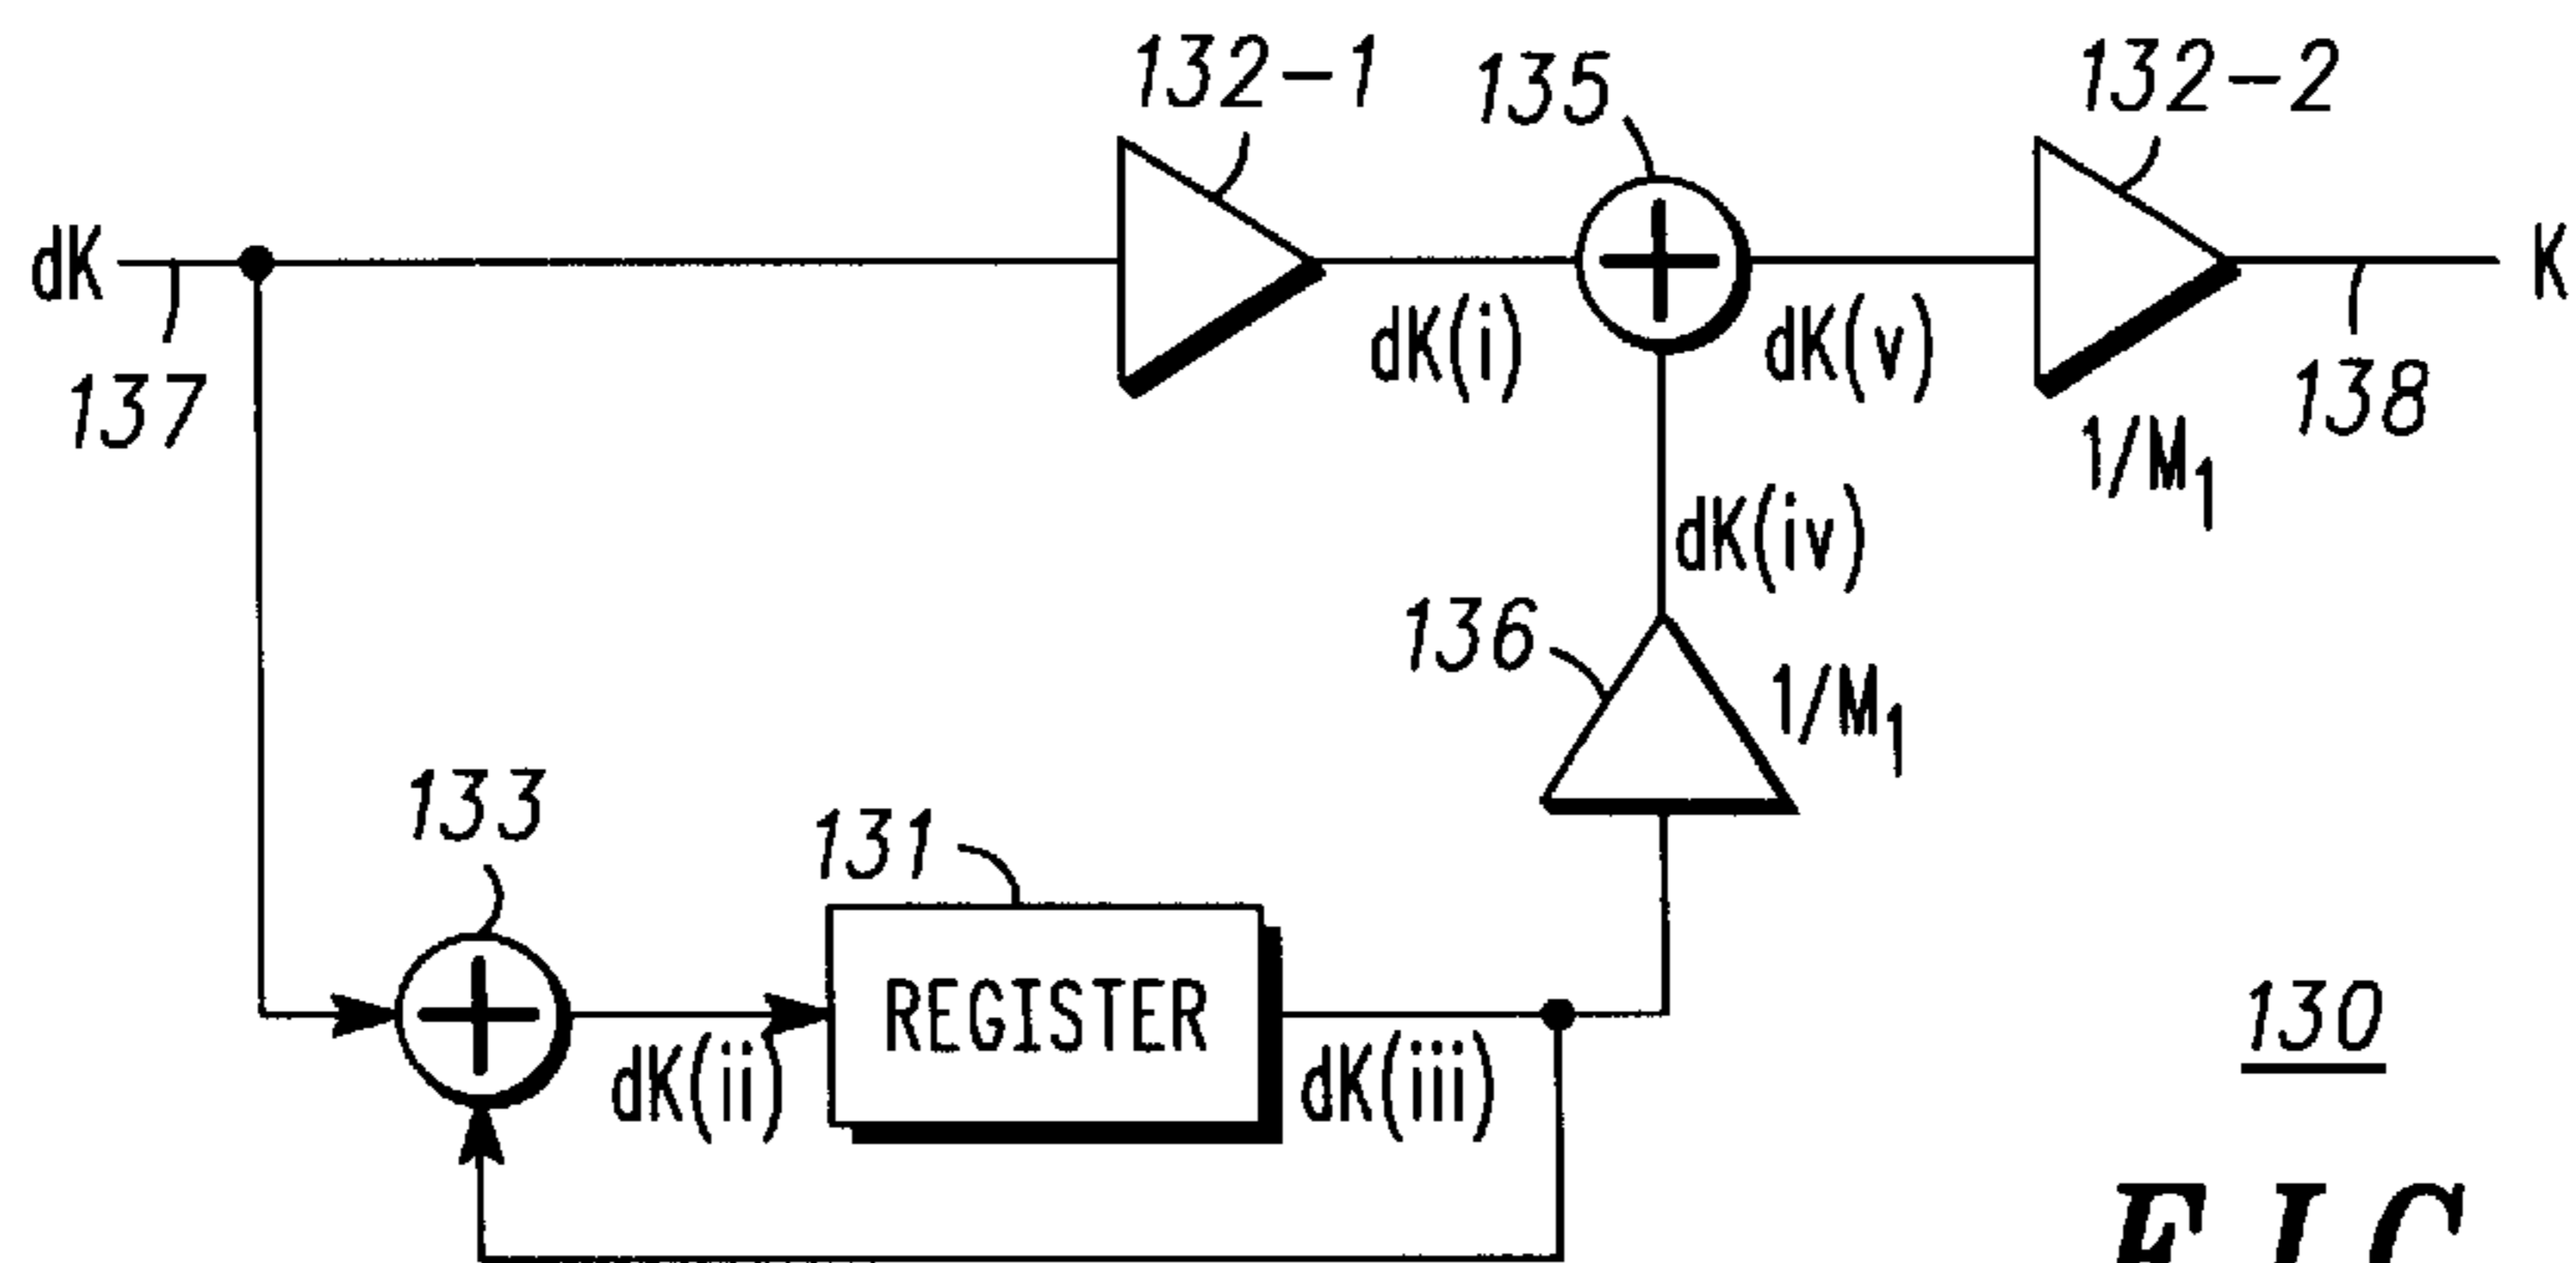 132-1
135
132-2
dK
K
137
dK(i)
dK(v)
138
1/M1
dK(iv)
136
1/M1
133
131
REGISTER
dK(ii)
dK(iii)
130
FIG